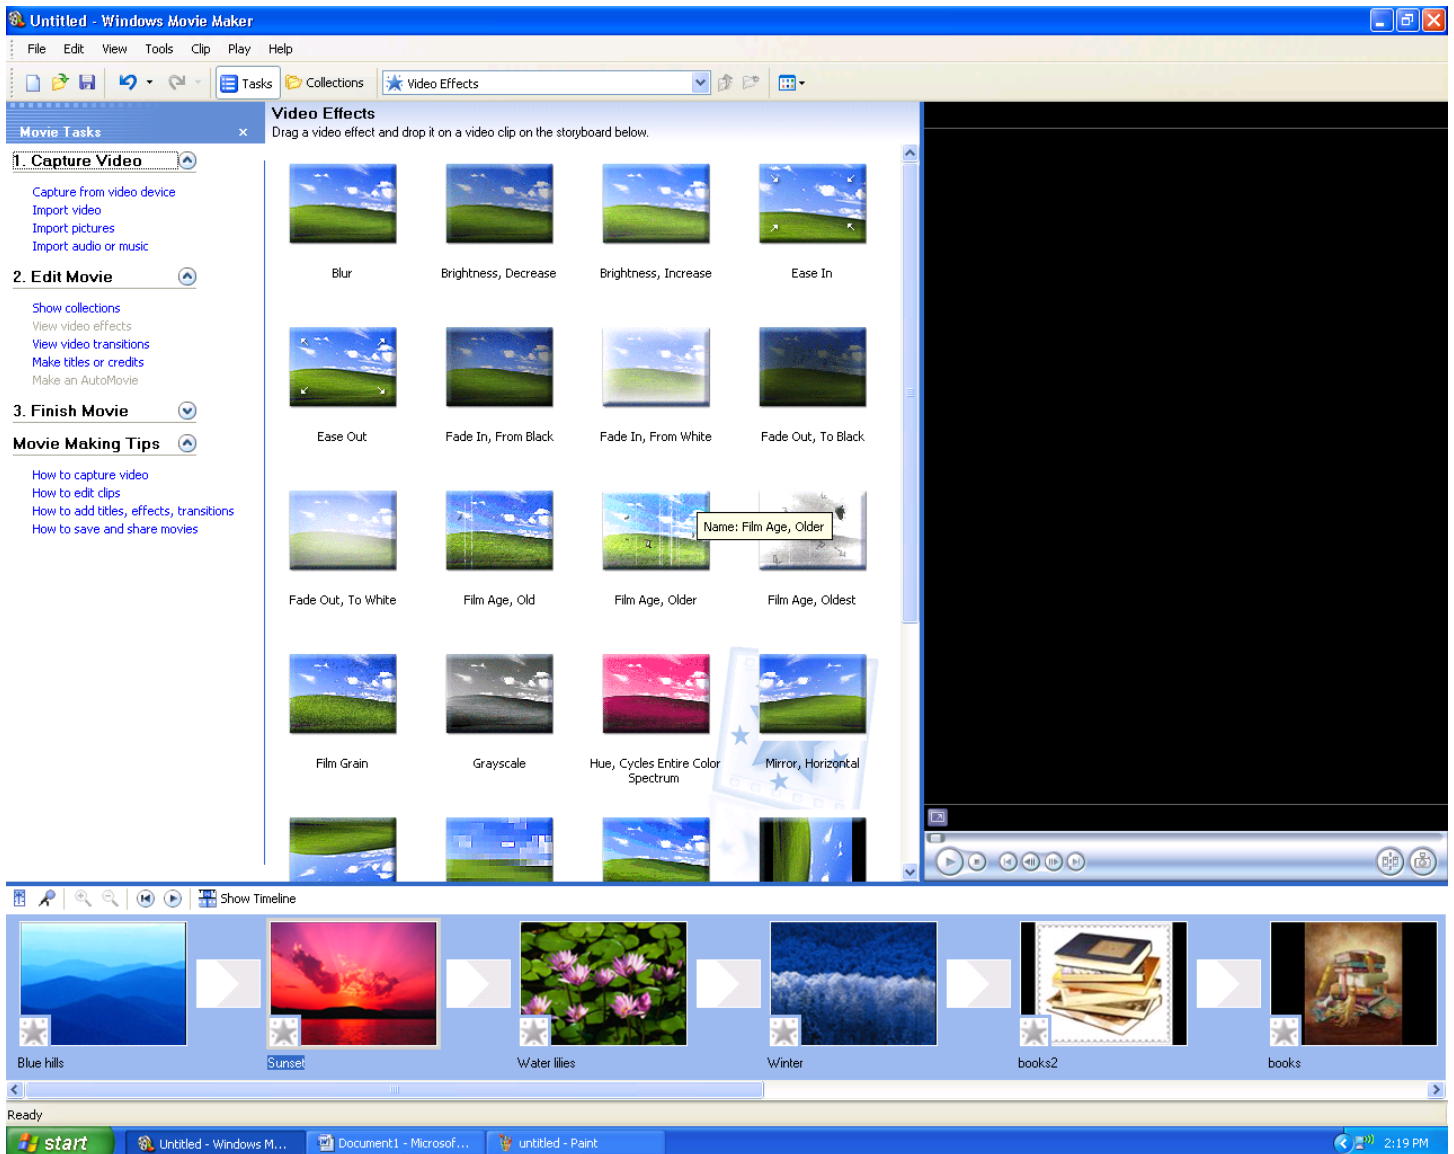 Untitled - Windows Movie Maker
File Edit View Tools Clip Play Help
Tasks Collections Video Effects
Movie Tasks
1. Capture Video
Capture from video device
Import video
Import pictures
Import audio or music
2. Edit Movie
Show collections
View video effects
View video transitions
Make titles or credits
Make an AutoMovie
3. Finish Movie
Movie Making Tips
How to capture video
How to edit clips
How to add titles, effects, transitions
How to save and share movies
Video Effects
Drag a video effect and drop it on a video clip on the storyboard below.
Blur Brightness, Decrease Brightness, Increase Ease In
Ease Out Fade In, From Black Fade In, From White Fade Out, To Black
Name: Film Age, Older
Fade Out, To White Film Age, Old Film Age, Older Film Age, Oldest
Film Grain Grayscale Hue, Cycles Entire Color Mirror, Horizontal
Spectrum
Show Timeline
Blue hills Sunset Water lilies Winter books2 books
Ready
start Untitled - Windows M... Document1 - Microsof... untitled - Paint 2:19 PM